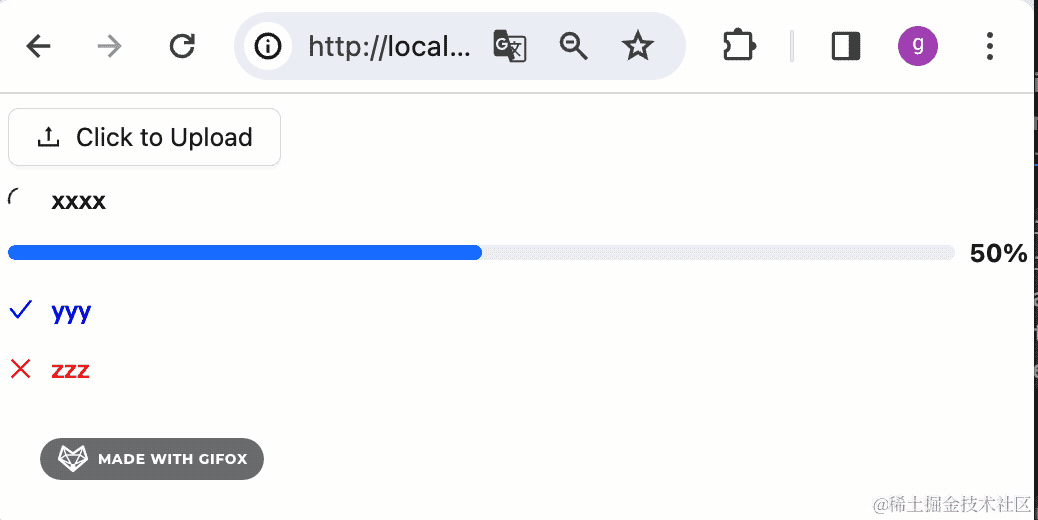 http://local...
g
Click to Upload
xxxx
50%
yyy
zzz
MADE WITH GIFOX
@稀土掘金技术社区